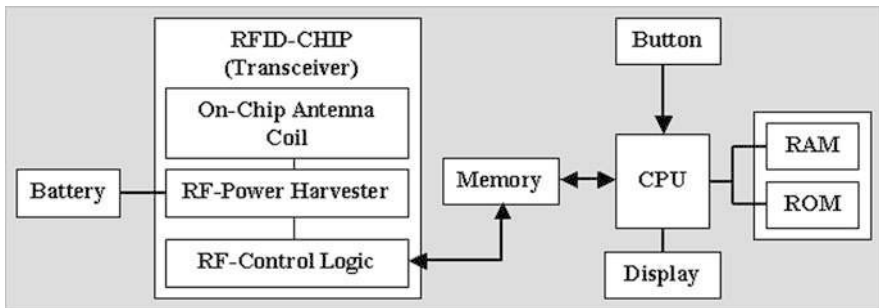 RFID-CHIP
(Transceiver)
On-Chip Antenna
Coil
Battery
RF-Power Harvester
RF-Control Logic
Memory
Button
CPU
RAM
ROM
Display